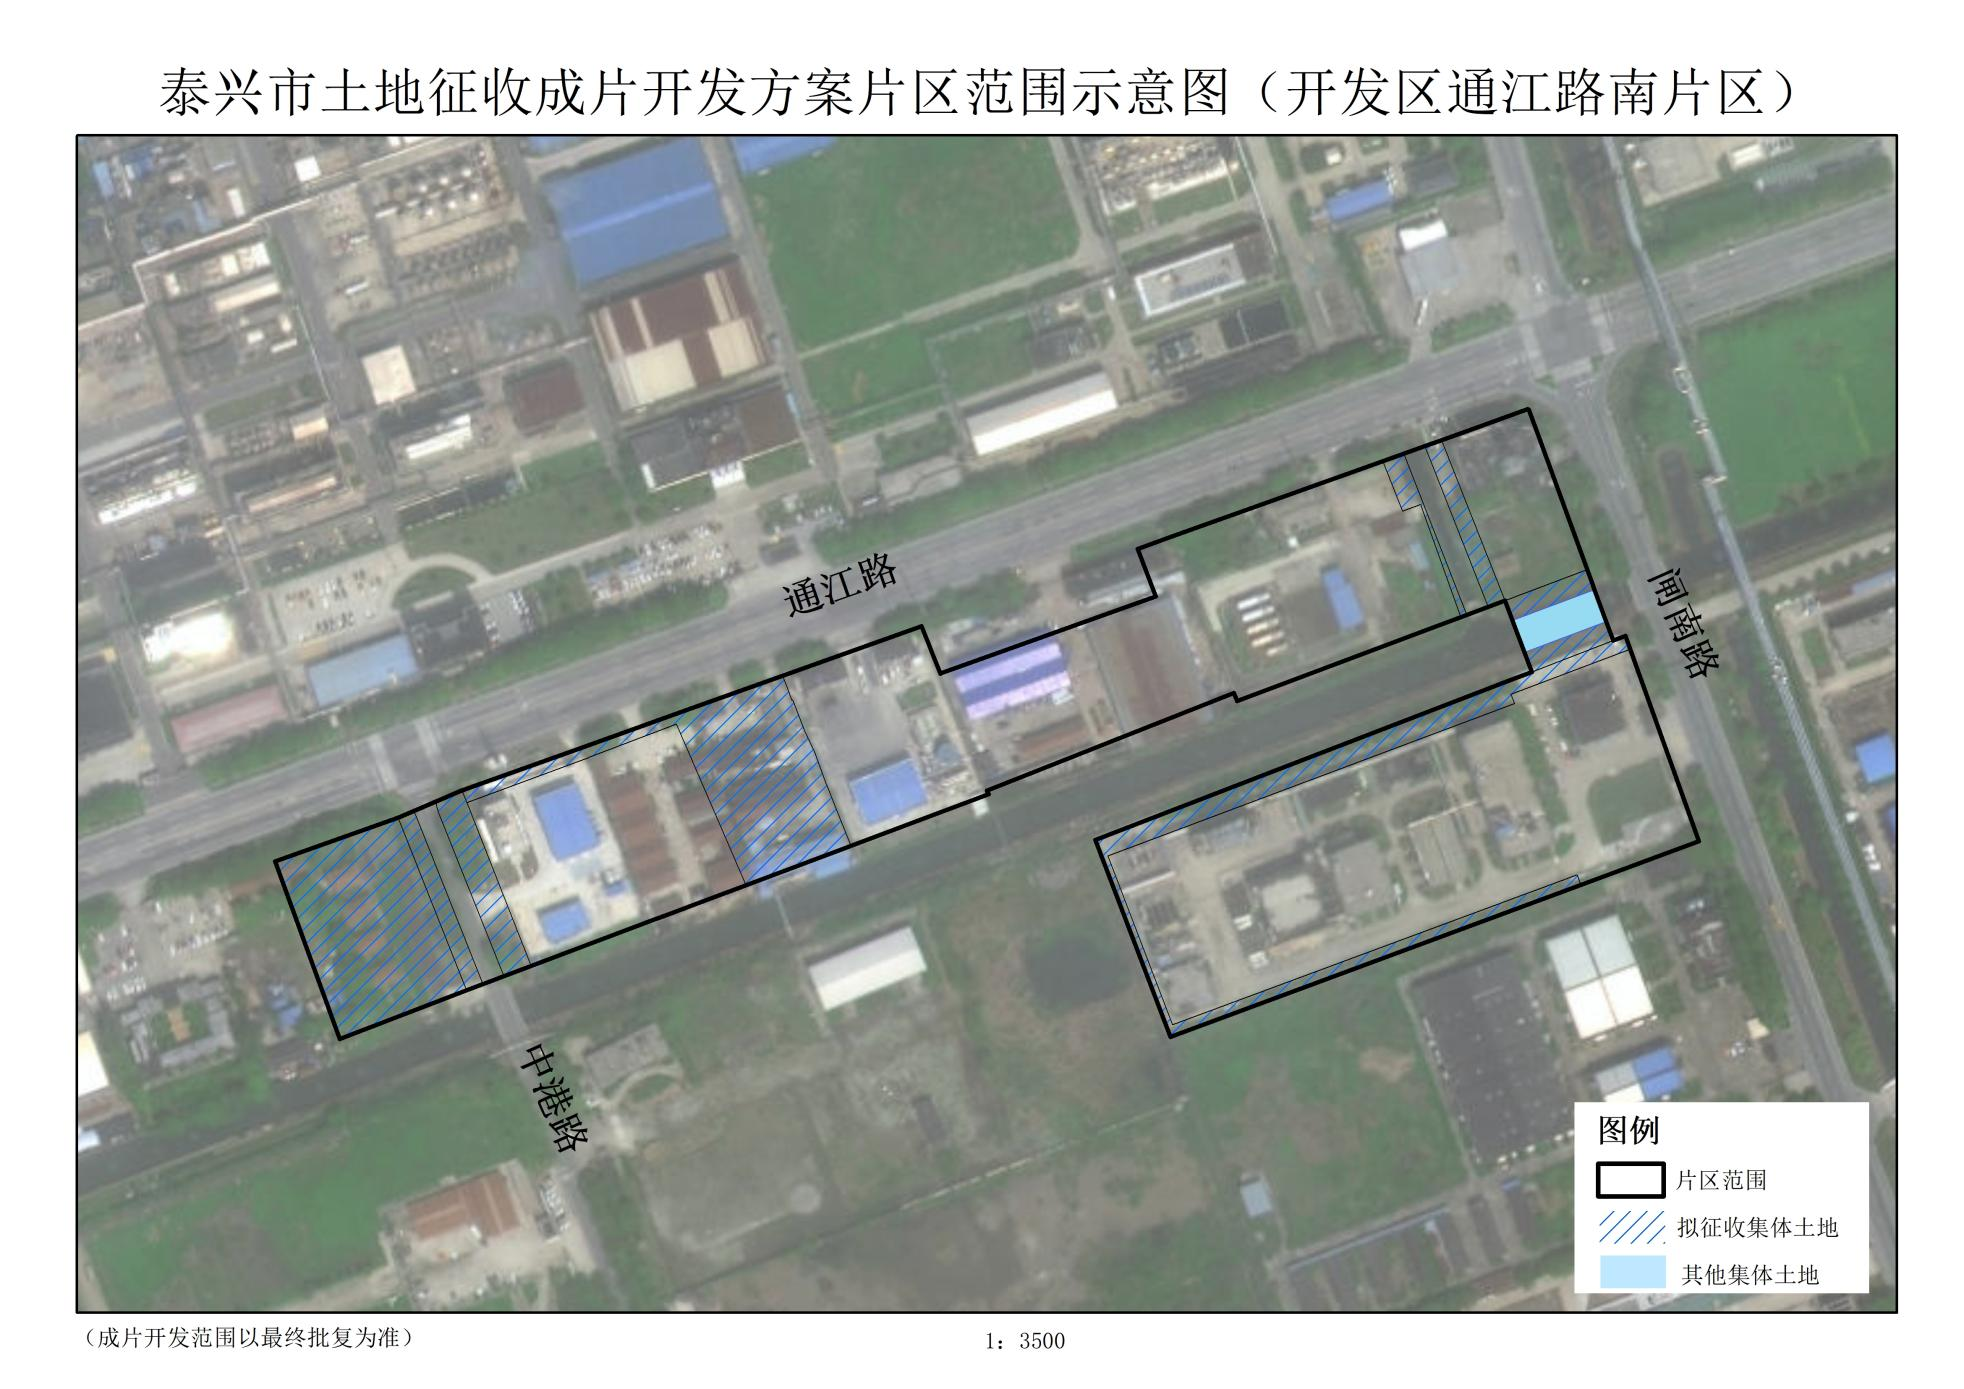 泰兴市土地征收成片开发方案片区范围示意图（开发区通江路南片区）
通江路
闸南路
中港路
图例
片区范围
拟征收集体土地
其他集体土地
（成片开发范围以最终批复为准）
1：3500